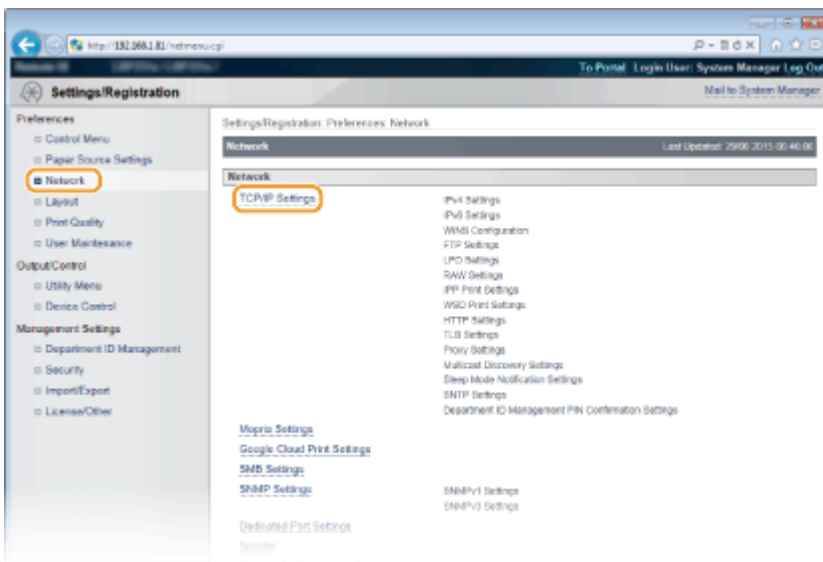 http://192.168.1.81/netmenu.cgi
To Portal Login User: System Manager Log Out
Settings/Registration
Mail to System Manager
Preferences
Control Menu
Paper Source Settings
Network
Layout
Print Quality
User Maintenance
Output/Control
Utility Menu
Device Control
Management Settings
Department ID Management
Security
Import/Export
License/Other
Settings/Registration: Preferences: Network
Network
Last Updated: 29/06 2015 06:46:06
Network
TCP/IP Settings
IPv4 Settings
IPv6 Settings
WINS Configuration
FTP Settings
LPD Settings
RAW Settings
IPP Print Settings
WSD Print Settings
HTTP Settings
TLS Settings
Proxy Settings
Multicast Discovery Settings
Sleep Mode Notification Settings
SNTP Settings
Department ID Management PIN Confirmation Settings
Mopria Settings
Google Cloud Print Settings
SMB Settings
SNMP Settings
SNMPv1 Settings
SNMPv3 Settings
Dedicated Port Settings
Spooler